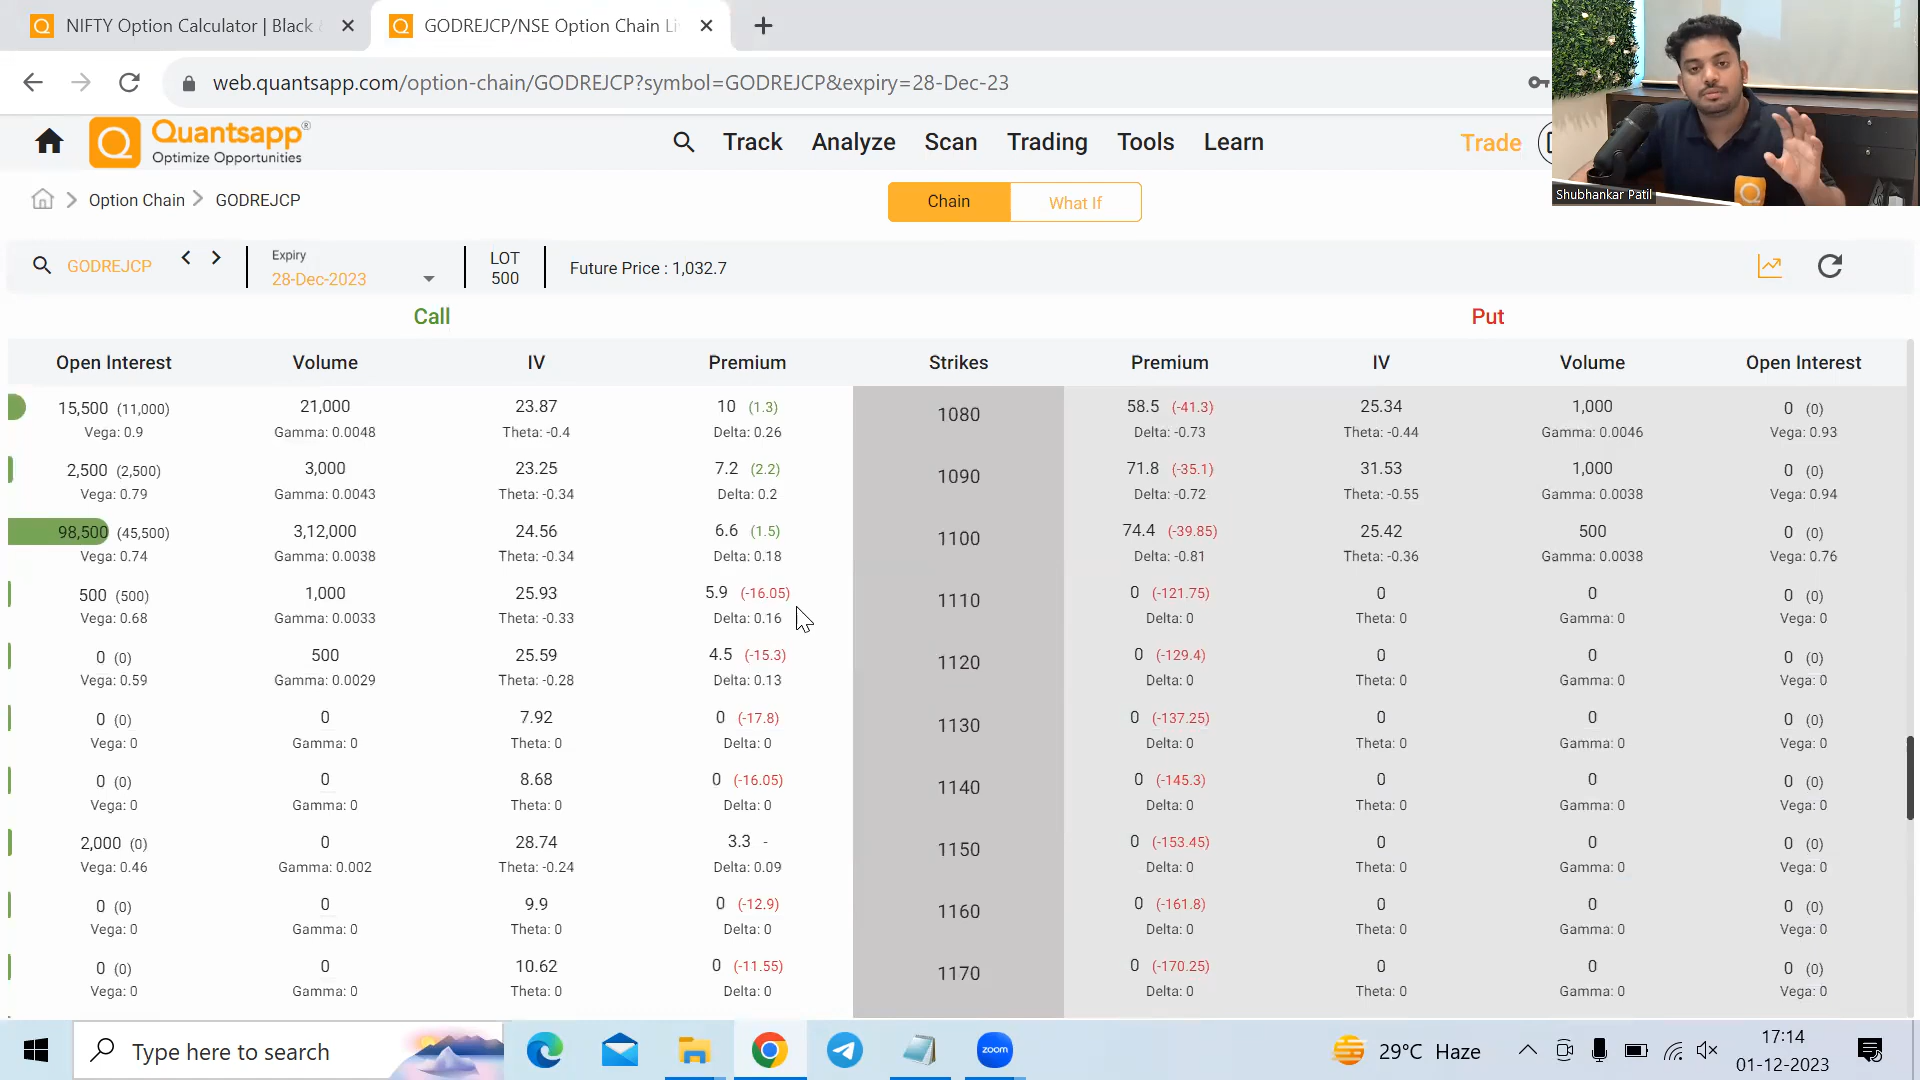 NIFTY Option Calculator | Black
GODREJCP/NSE Option Chain Li
web.quantsapp.com/option-chain/GODREJCP?symbol=GODREJCP&expiry=28-Dec-23
Quantsapp®
Optimize Opportunities
Track Analyze Scan Trading Tools Learn
Trade
Shubhankar Patil
Option Chain GODREJCP
Chain What If
GODREJCP
Expiry
28-Dec-2023
LOT
500
Future Price : 1,032.7
Call Put
Open Interest Volume IV Premium Strikes Premium IV Volume Open Interest
15,500 (11,000) 21,000 23.87 10 (1.3) 1080 58.5 (-41.3) 25.34 1,000 0 (0)
Vega: 0.9 Gamma: 0.0048 Theta: -0.4 Delta: 0.26 Delta: -0.73 Theta: -0.44 Gamma: 0.0046 Vega: 0.93
2,500 (2,500) 3,000 23.25 7.2 (2.2) 1090 71.8 (-35.1) 31.53 1,000 0 (0)
Vega: 0.79 Gamma: 0.0043 Theta: -0.34 Delta: 0.2 Delta: -0.72 Theta: -0.55 Gamma: 0.0038 Vega: 0.94
98,500 (45,500) 3,12,000 24.56 6.6 (1.5) 1100 74.4 (-39.85) 25.42 500 0 (0)
Vega: 0.74 Gamma: 0.0038 Theta: -0.34 Delta: 0.18 Delta: -0.81 Theta: -0.36 Gamma: 0.0038 Vega: 0.76
500 (500) 1,000 25.93 5.9 (-16.05) 1110 0 (-121.75) 0 0 0 (0)
Vega: 0.68 Gamma: 0.0033 Theta: -0.33 Delta: 0.16 Delta: 0 Theta: 0 Gamma: 0 Vega: 0
0 (0) 500 25.59 4.5 (-15.3) 1120 0 (-129.4) 0 0 0 (0)
Vega: 0.59 Gamma: 0.0029 Theta: -0.28 Delta: 0.13 Delta: 0 Theta: 0 Gamma: 0 Vega: 0
0 (0) 0 7.92 0 (-17.8) 1130 0 (-137.25) 0 0 0 (0)
Vega: 0 Gamma: 0 Theta: 0 Delta: 0 Delta: 0 Theta: 0 Gamma: 0 Vega: 0
0 (0) 0 8.68 0 (-16.05) 1140 0 (-145.3) 0 0 0 (0)
Vega: 0 Gamma: 0 Theta: 0 Delta: 0 Delta: 0 Theta: 0 Gamma: 0 Vega: 0
2,000 (0) 0 28.74 3.3 - 1150 0 (-153.45) 0 0 0 (0)
Vega: 0.46 Gamma: 0.002 Theta: -0.24 Delta: 0.09 Delta: 0 Theta: 0 Gamma: 0 Vega: 0
0 (0) 0 9.9 0 (-12.9) 1160 0 (-161.8) 0 0 0 (0)
Vega: 0 Gamma: 0 Theta: 0 Delta: 0 Delta: 0 Theta: 0 Gamma: 0 Vega: 0
0 (0) 0 10.62 0 (-11.55) 1170 0 (-170.25) 0 0 0 (0)
Vega: 0 Gamma: 0 Theta: 0 Delta: 0 Delta: 0 Theta: 0 Gamma: 0 Vega: 0
Type here to search
zoom
29°C Haze
17:14
01-12-2023